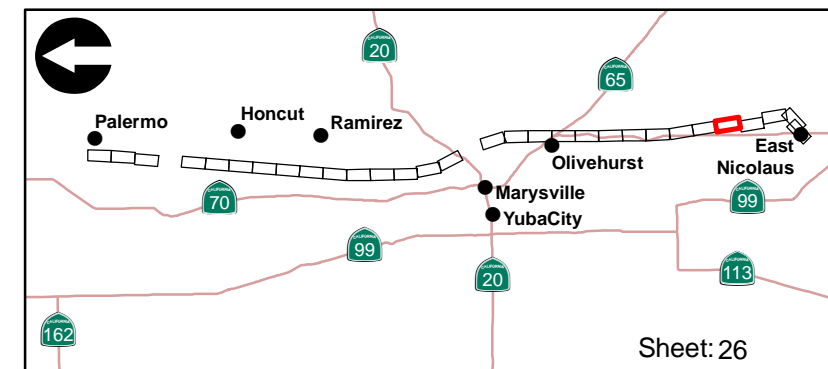 20
65
Palermo
Honcut
Ramirez
Olivehurst
East
Nicolaus
Marysville
YubaCity
70
99
99
20
113
162
Sheet: 26